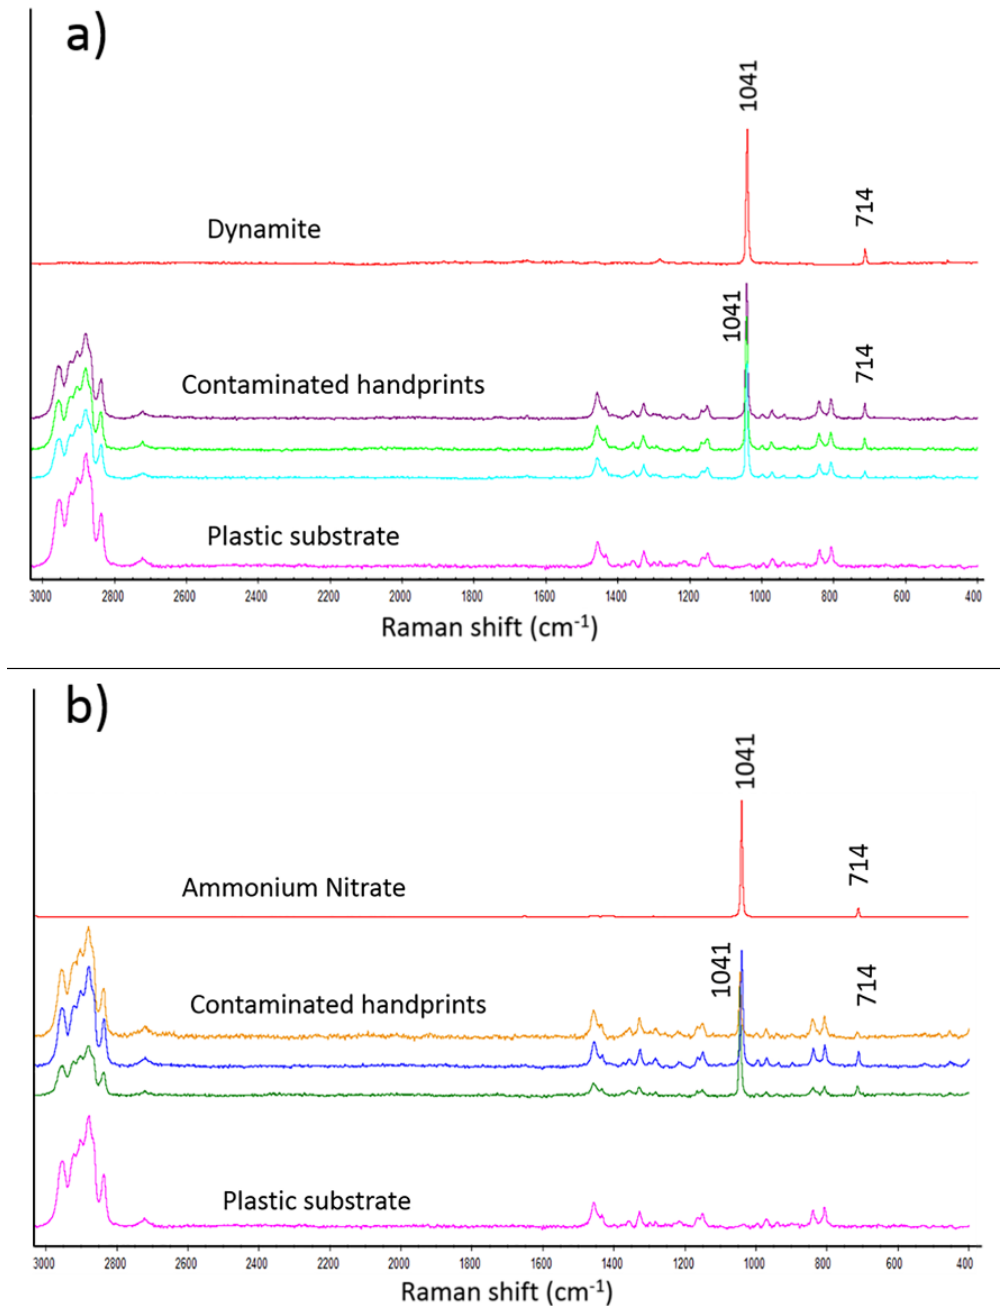 a)
1041
714
Dynamite
1041
714
Contaminated handprints
Plastic substrate
3000 2800 2600 2400 2200 2000 1800 1600 1400 1200 1000 800 600 400
Raman shift (cm⁻¹)
b)
1041
714
Ammonium Nitrate
1041
714
Contaminated handprints
Plastic substrate
3000 2800 2600 2400 2200 2000 1800 1600 1400 1200 1000 800 600 400
Raman shift (cm⁻¹)